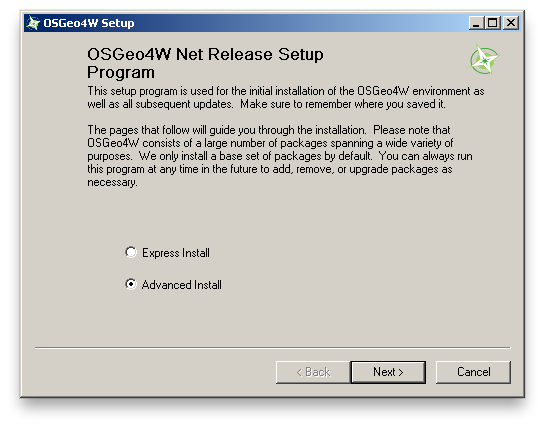 OSGeo4W Setup
OSGeo4W Net Release Setup
Program
This setup program is used for the initial installation of the OSGeo4W environment as
well as all subsequent updates. Make sure to remember where you saved it.
The pages that follow will guide you through the installation. Please note that
OSGeo4W consists of a large number of packages spanning a wide variety of
purposes. We only install a base set of packages by default. You can always run
this program at any time in the future to add, remove, or upgrade packages as
necessary.
Express Install
Advanced Install
< Back Next > Cancel